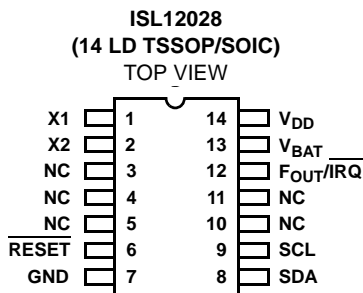 ISL12028
(14 LD TSSOP/SOIC)
TOP VIEW
X1 1 14 VDD
X2 2 13 VBAT
NC 3 12 FOUT/IRQ
NC 4 11 NC
NC 5 10 NC
RESET 6 9 SCL
GND 7 8 SDA